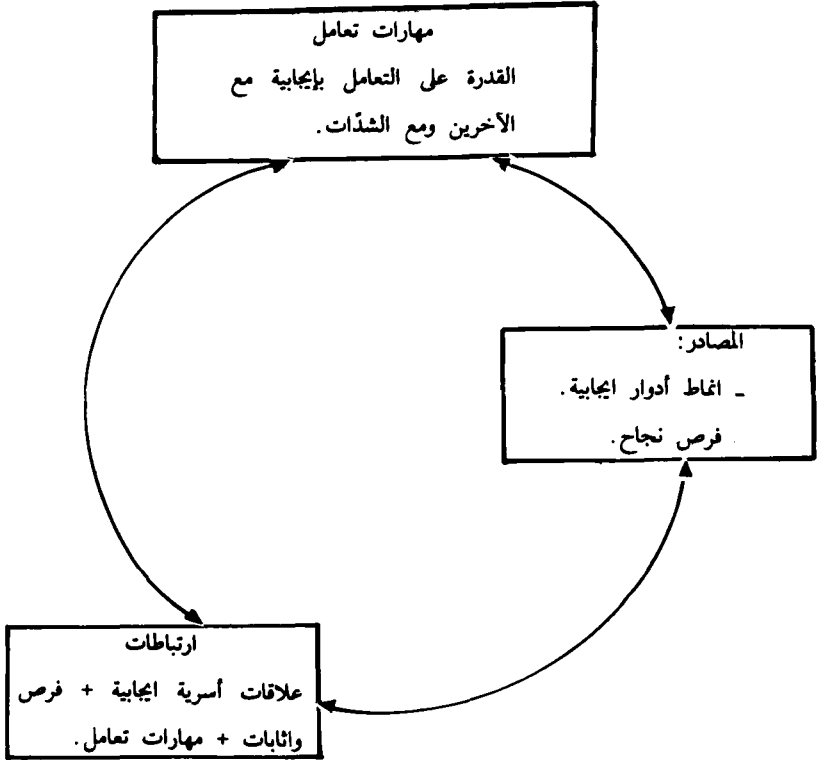 مهارات تعامل
القدرة على التعامل بإيجابية مع
الآخرين ومع الشدّات.
المصادر:
ـ انماط أدوار ايجابية.
فرص نجاح.
ارتباطات
علاقات أسرية ايجابية + فرص
واثابات + مهارات تعامل.